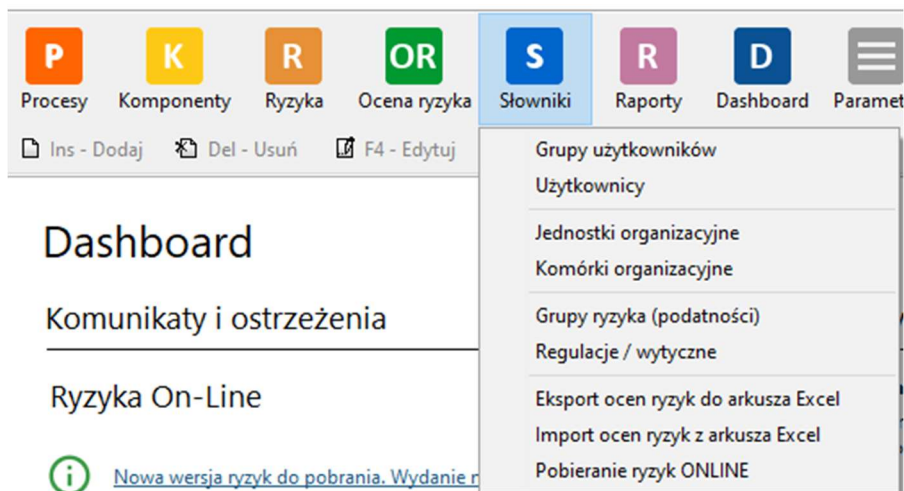 P K R OR S R D
Procesy Komponenty Ryzyka Ocena ryzyka Słowniki Raporty Dashboard Paramet
Ins - Dodaj Del - Usuń F4 - Edytuj
Grupy użytkowników
Użytkownicy
Jednostki organizacyjne
Komórki organizacyjne
Grupy ryzyka (podatności)
Regulacje / wytyczne
Eksport ocen ryzyk do arkusza Excel
Import ocen ryzyk z arkusza Excel
Pobieranie ryzyk ONLINE
Dashboard
Komunikaty i ostrzeżenia
Ryzyka On-Line
Nowa wersja ryzyk do pobrania. Wydanie